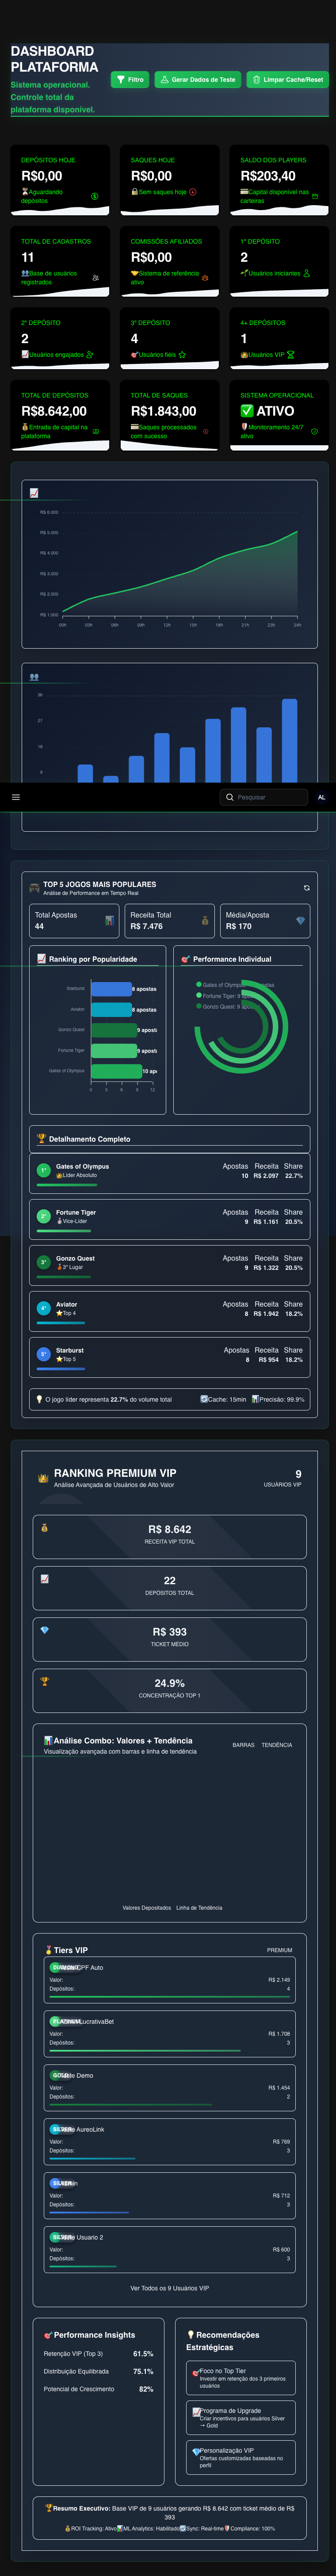 DASHBOARD
PLATAFORMA
Sistema operacional.
Controle total da
plataforma disponível.
Filtro
Gerar Dados de Teste
Limpar Cache/Reset
DEPÓSITOS HOJE
R$0,00
Aguardando
depósitos
SAQUES HOJE
R$0,00
Sem saques hoje
SALDO DOS PLAYERS
R$203,40
Capital disponível nas
carteiras
TOTAL DE CADASTROS
11
Base de usuários
registrados
COMISSÕES AFILIADOS
R$0,00
Sistema de referência
ativo
1º DEPÓSITO
2
Usuários iniciantes
2º DEPÓSITO
2
Usuários engajados
3º DEPÓSITO
4
Usuários fiéis
4+ DEPÓSITOS
1
Usuários VIP
TOTAL DE DEPÓSITOS
R$8.642,00
Entrada de capital na
plataforma
TOTAL DE SAQUES
R$1.843,00
Saques processados
com sucesso
SISTEMA OPERACIONAL
✅ ATIVO
Monitoramento 24/7
ativo
R$ 6.000
R$ 5.000
R$ 4.000
R$ 3.000
R$ 2.000
R$ 1.000
00h 03h 06h 09h 12h 15h 18h 21h 23h 24h
36
27
18
9
Pesquisar
AL
TOP 5 JOGOS MAIS POPULARES
Análise de Performance em Tempo Real
Total Apostas
44
Receita Total
R$ 7.476
Média/Aposta
R$ 170
Ranking por Popularidade
Starburst
8 apostas
Aviator
8 apostas
Gonzo Quest
9 apost
Fortune Tiger
9 apost
Gates of Olympus
10 apo
0 3 6 9 12
Performance Individual
Gates of Olympus: 10 apostas
Fortune Tiger: 9 apostas
Gonzo Quest: 9 apostas
Detalhamento Completo
1º
Gates of Olympus
Líder Absoluto
Apostas Receita Share
10 R$ 2.097 22.7%
2º
Fortune Tiger
Vice-Líder
Apostas Receita Share
9 R$ 1.161 20.5%
3º
Gonzo Quest
3º Lugar
Apostas Receita Share
9 R$ 1.322 20.5%
4º
Aviator
Top 4
Apostas Receita Share
8 R$ 1.942 18.2%
5º
Starburst
Top 5
Apostas Receita Share
8 R$ 954 18.2%
O jogo líder representa 22.7% do volume total
Cache: 15min
Precisão: 99.9%
RANKING PREMIUM VIP
Análise Avançada de Usuários de Alto Valor
9
USUÁRIOS VIP
R$ 8.642
RECEITA VIP TOTAL
22
DEPÓSITOS TOTAL
R$ 393
TICKET MÉDIO
24.9%
CONCENTRAÇÃO TOP 1
Análise Combo: Valores + Tendência
Visualização avançada com barras e linha de tendência
BARRAS TENDÊNCIA
Valores Depositados Linha de Tendência
Tiers VIP
PREMIUM
CPF Auto
Valor: R$ 2.149
Depósitos: 4
PLATINUM
LucrativaBet
Valor: R$ 1.708
Depósitos: 3
GOLD
Demo
Valor: R$ 1.454
Depósitos: 2
SILVER
AureoLink
Valor: R$ 769
Depósitos: 3
SILVER
Valor: R$ 712
Depósitos: 3
SILVER
Usuario 2
Valor: R$ 600
Depósitos: 3
Ver Todos os 9 Usuários VIP
Performance Insights
Retenção VIP (Top 3) 61.5%
Distribuição Equilibrada 75.1%
Potencial de Crescimento 82%
Recomendações
Estratégicas
Foco no Top Tier
Investir em retenção dos 3 primeiros
usuários
Programa de Upgrade
Criar incentivos para usuários Silver
→ Gold
Personalização VIP
Ofertas customizadas baseadas no
perfil
Resumo Executivo: Base VIP de 9 usuários gerando R$ 8.642 com ticket médio de R$
393
ROI Tracking: Ativo ML Analytics: Habilitado Sync: Real-time Compliance: 100%